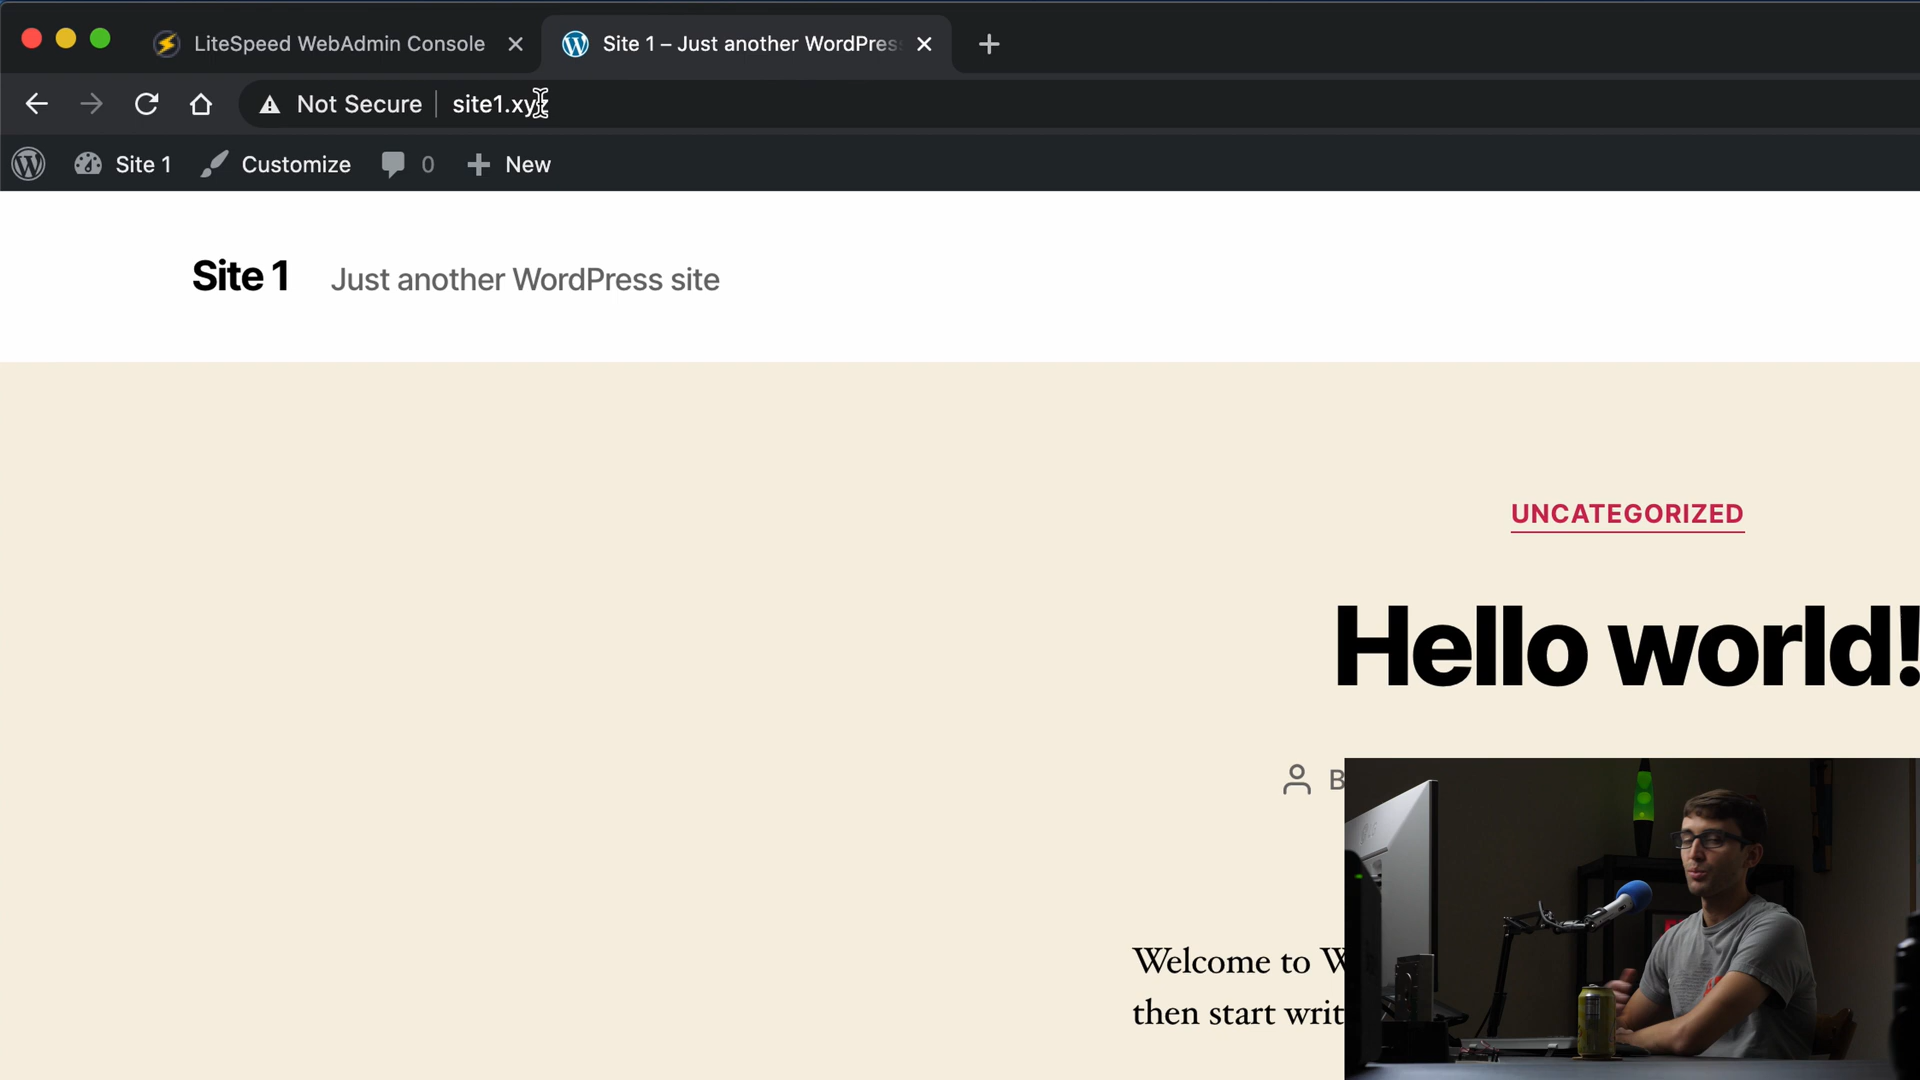 LiteSpeed WebAdmin Console
Site 1 – Just another WordPres
Not Secure
site1.xyz
Site 1
Customize
0
New
Site 1
Just another WordPress site
UNCATEGORIZED
Hello world!
B
Welcome to W
then start writ